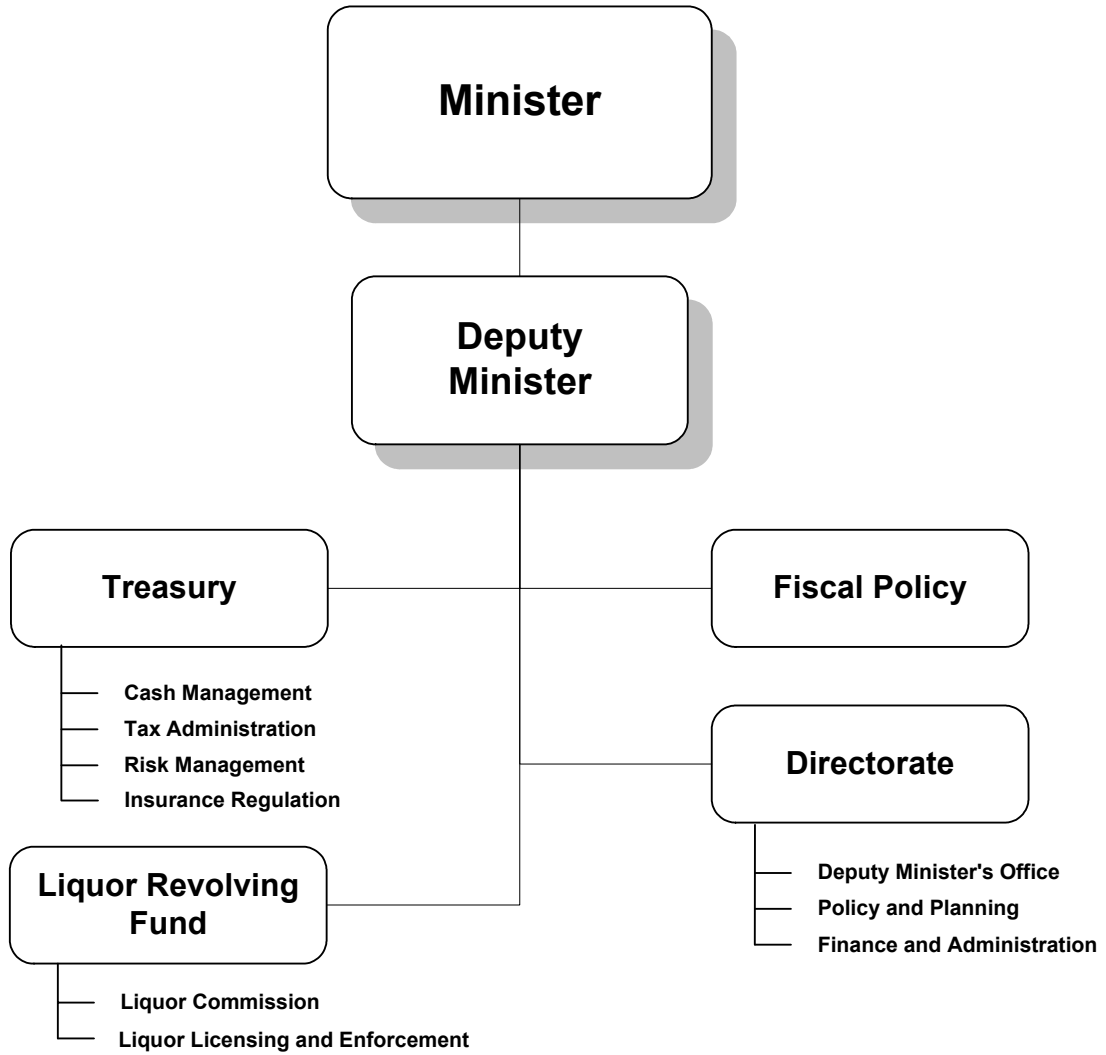 Minister
Deputy
Minister
Treasury
Cash Management
Tax Administration
Risk Management
Insurance Regulation
Fiscal Policy
Directorate
Deputy Minister's Office
Policy and Planning
Finance and Administration
Liquor Revolving
Fund
Liquor Commission
Liquor Licensing and Enforcement